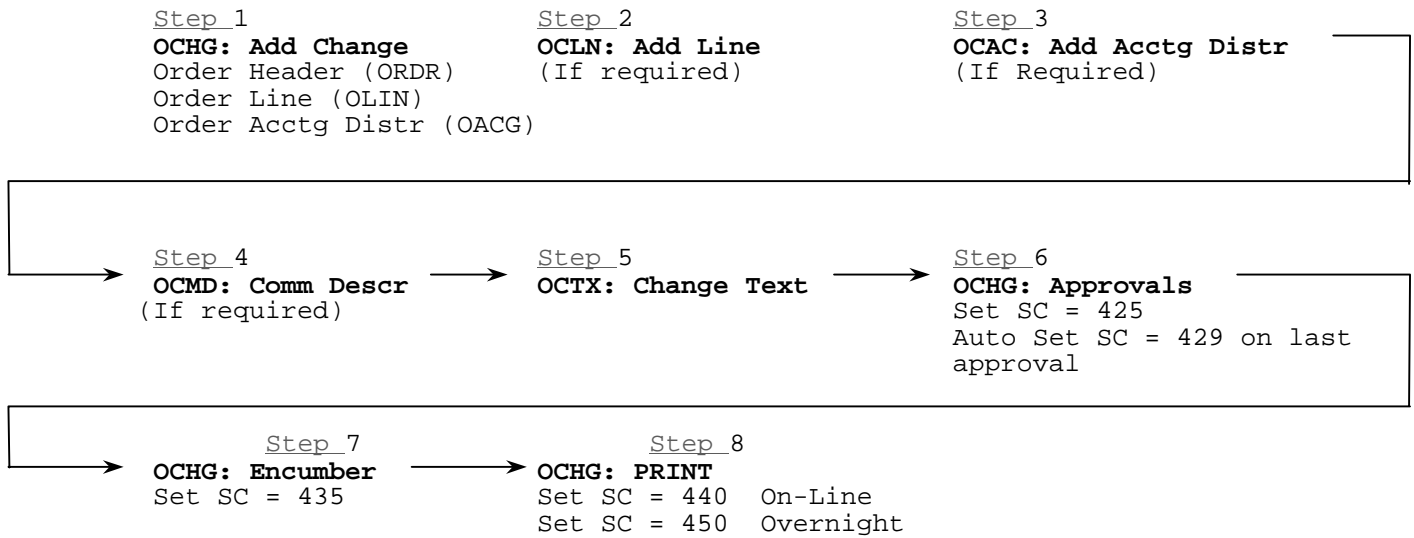 Step 1
OCHG: Add Change
Order Header (ORDR)
Order Line (OLIN)
Order Acctg Distr (OACG)
Step 2
OCLN: Add Line
(If required)
Step 3
OCAC: Add Acctg Distr
(If Required)
Step 4
OCMD: Comm Descr
(If required)
Step 5
OCTX: Change Text
Step 6
OCHG: Approvals
Set SC = 425
Auto Set SC = 429 on last
approval
Step 7
OCHG: Encumber
Set SC = 435
Step 8
OCHG: PRINT
Set SC = 440 On-Line
Set SC = 450 Overnight